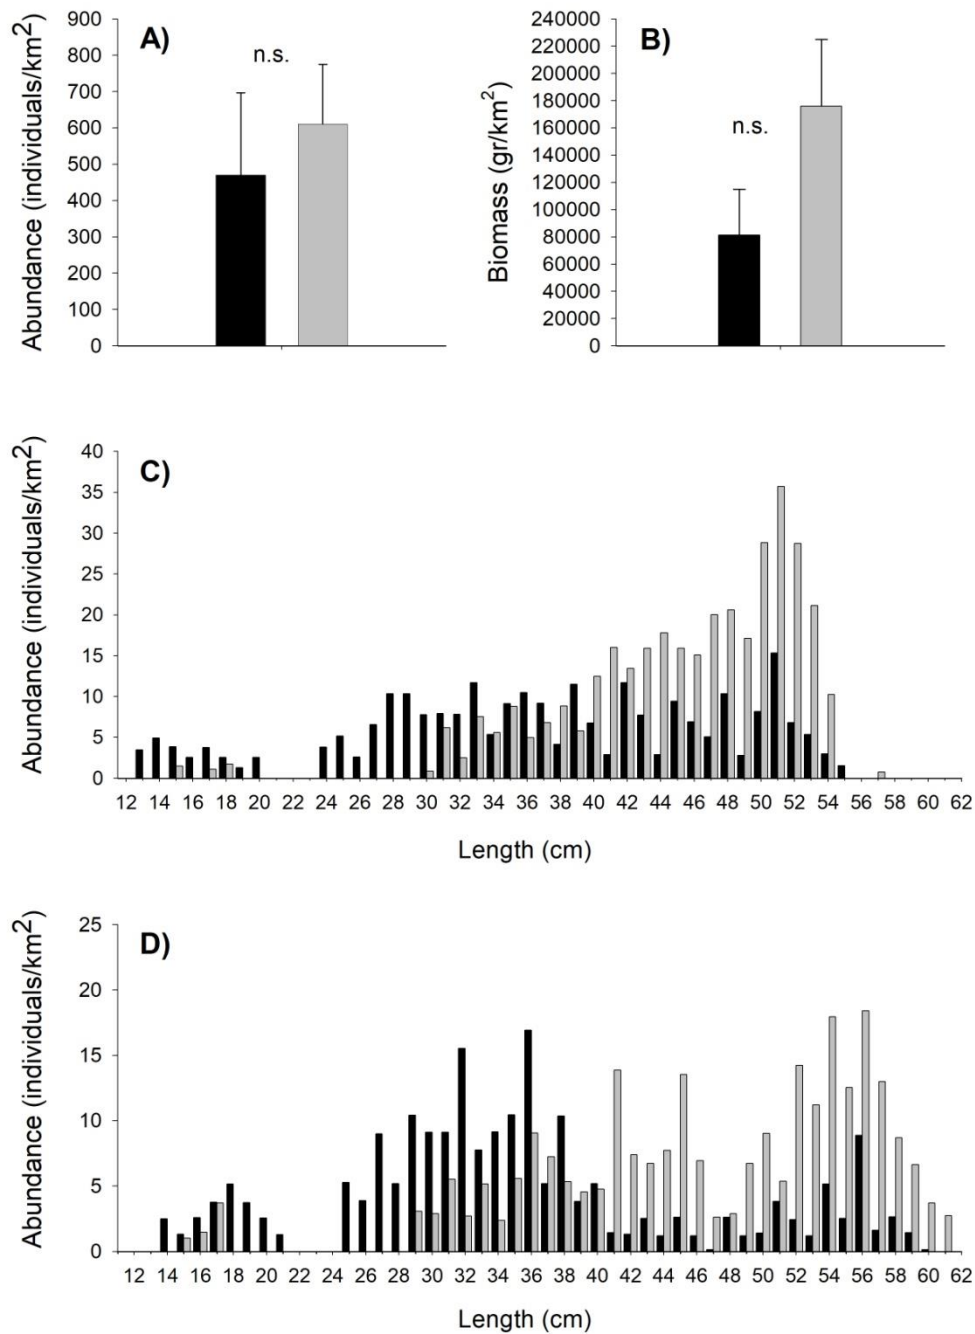 A)
n.s.
Abundance (individuals/km²)
900
800
700
600
500
400
300
200
100
0
B)
n.s.
Biomass (gr/km²)
240000
220000
200000
180000
160000
140000
120000
100000
80000
60000
40000
20000
0
C)
Abundance (individuals/km²)
40
35
30
25
20
15
10
5
0
12 14 16 18 20 22 24 26 28 30 32 34 36 38 40 42 44 46 48 50 52 54 56 58 60 62
Length (cm)
D)
Abundance (individuals/km²)
25
20
15
10
5
0
12 14 16 18 20 22 24 26 28 30 32 34 36 38 40 42 44 46 48 50 52 54 56 58 60 62
Length (cm)